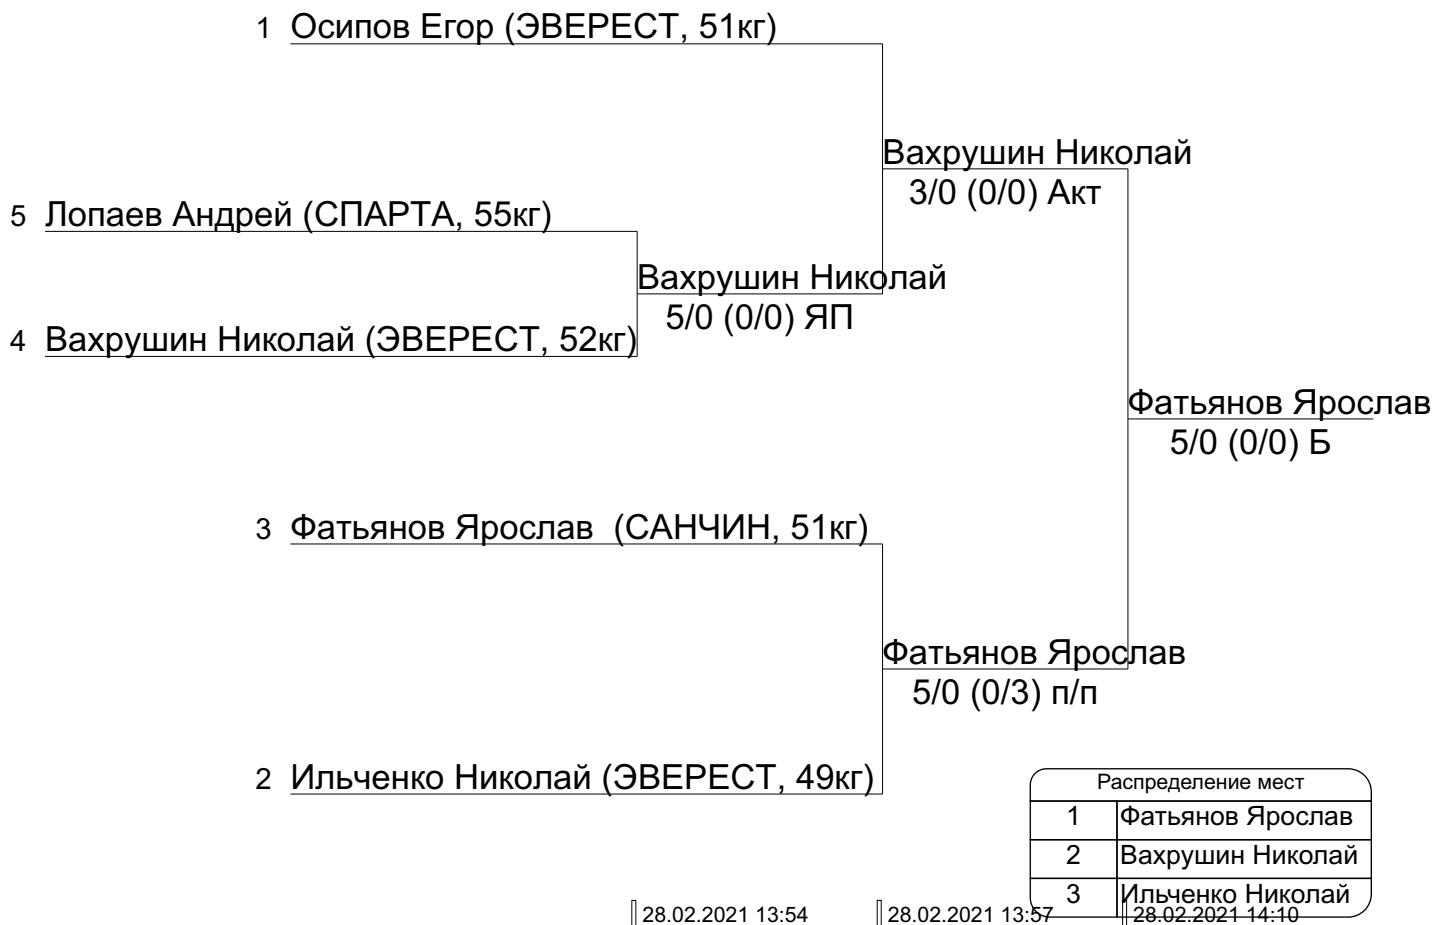 1 Осипов Егор (ЭВЕРЕСТ, 51кг)
Вахрушин Николай
3/0 (0/0) Акт
5 Лопаев Андрей (СПАРТА, 55кг)
Вахрушин Николай
5/0 (0/0) ЯП
4 Вахрушин Николай (ЭВЕРЕСТ, 52кг)
Фатьянов Ярослав
5/0 (0/0) Б
3 Фатьянов Ярослав (САНЧИН, 51кг)
Фатьянов Ярослав
5/0 (0/3) п/п
2 Ильченко Николай (ЭВЕРЕСТ, 49кг)
Распределение мест
1 Фатьянов Ярослав
2 Вахрушин Николай
3 Ильченко Николай
28.02.2021 13:54 28.02.2021 13:57 28.02.2021 14:10